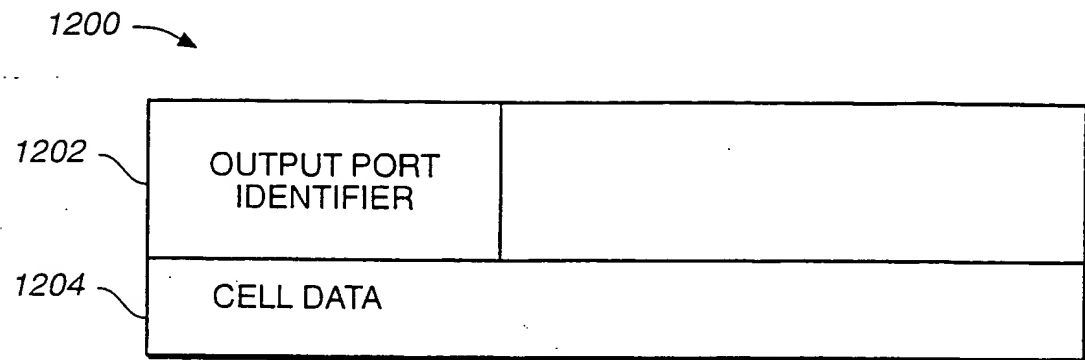 1200
1202
OUTPUT PORT
IDENTIFIER
1204
CELL DATA